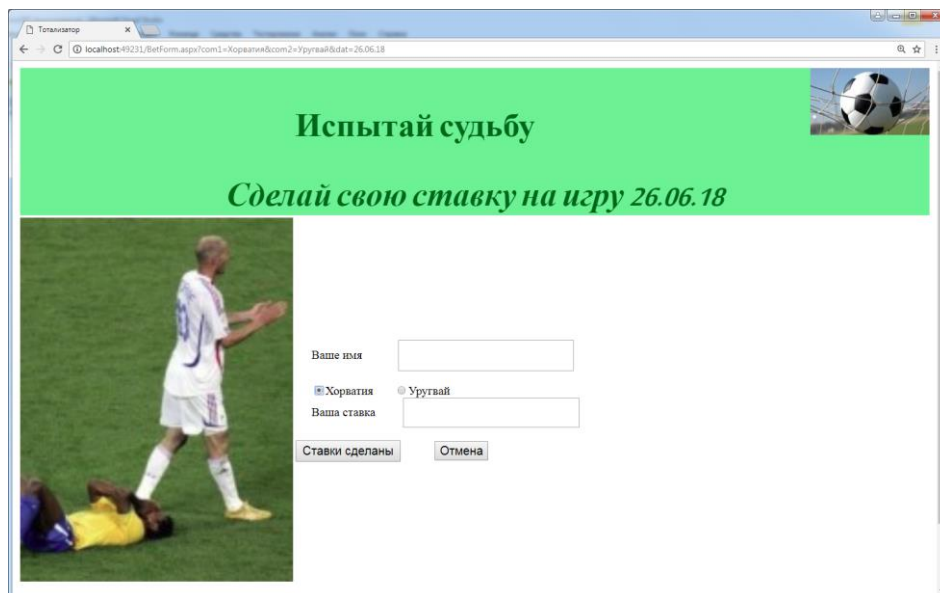 Тотализатор
localhost:49231/BetForm.aspx?com1=Хорватия&com2=Уругвай&dat=26.06.18
Испытай судьбу
Сделай свою ставку на игру 26.06.18
Ваше имя
Хорватия Уругвай
Ваша ставка
Ставки сделаны Отмена